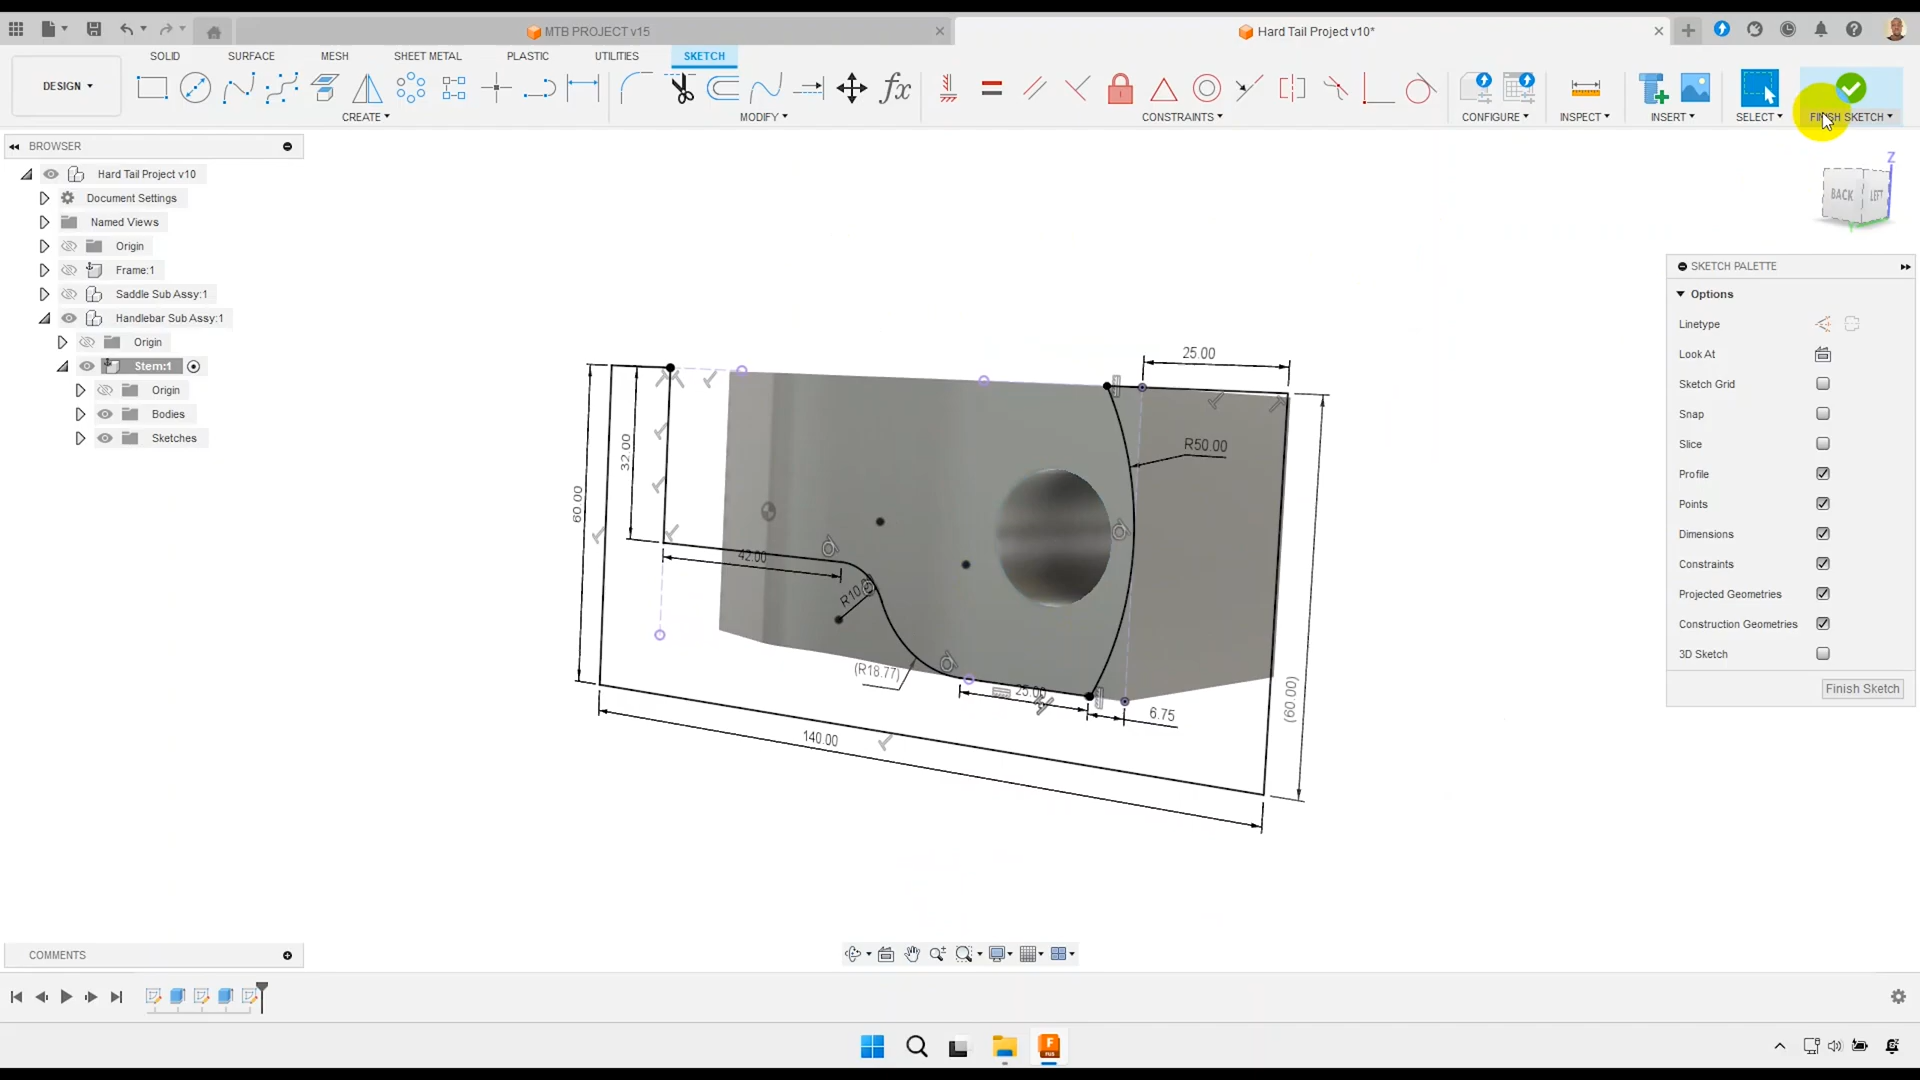 MTB PROJECT v15
Hard Tail Project v10*
DESIGN
SOLID
SURFACE
MESH
SHEET METAL
PLASTIC
UTILITIES
SKETCH
CREATE
MODIFY
CONSTRAINTS
CONFIGURE
INSPECT
INSERT
SELECT
FINISH SKETCH
BROWSER
Hard Tail Project v10
Document Settings
Named Views
Origin
Frame:1
Saddle Sub Assy:1
Handlebar Sub Assy:1
Origin
Stem:1
Origin
Bodies
Sketches
Z
BACK
LEFT
25.00
R50.00
32.00
60.00
42.00
(R18.77)
25.00
6.75
(60.00)
140.00
SKETCH PALETTE
Options
Linetype
Look At
Sketch Grid
Snap
Slice
Profile
Points
Dimensions
Constraints
Projected Geometries
Construction Geometries
3D Sketch
Finish Sketch
COMMENTS